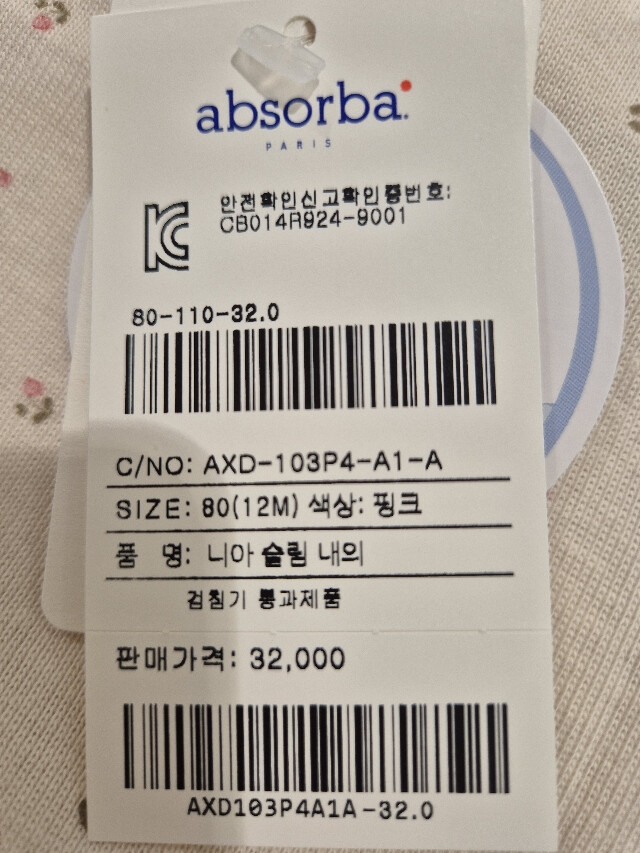 absorba.
PARIS
안전확인신고확인증번호:
CB014R924-9001
80-110-32.0
C/NO: AXD-103P4-A1-A
SIZE: 80(12M) 색상: 핑크
품 명: 니아 슬림 내의
검침기 통과제품
판매가격: 32,000
AXD103P4A1A-32.0